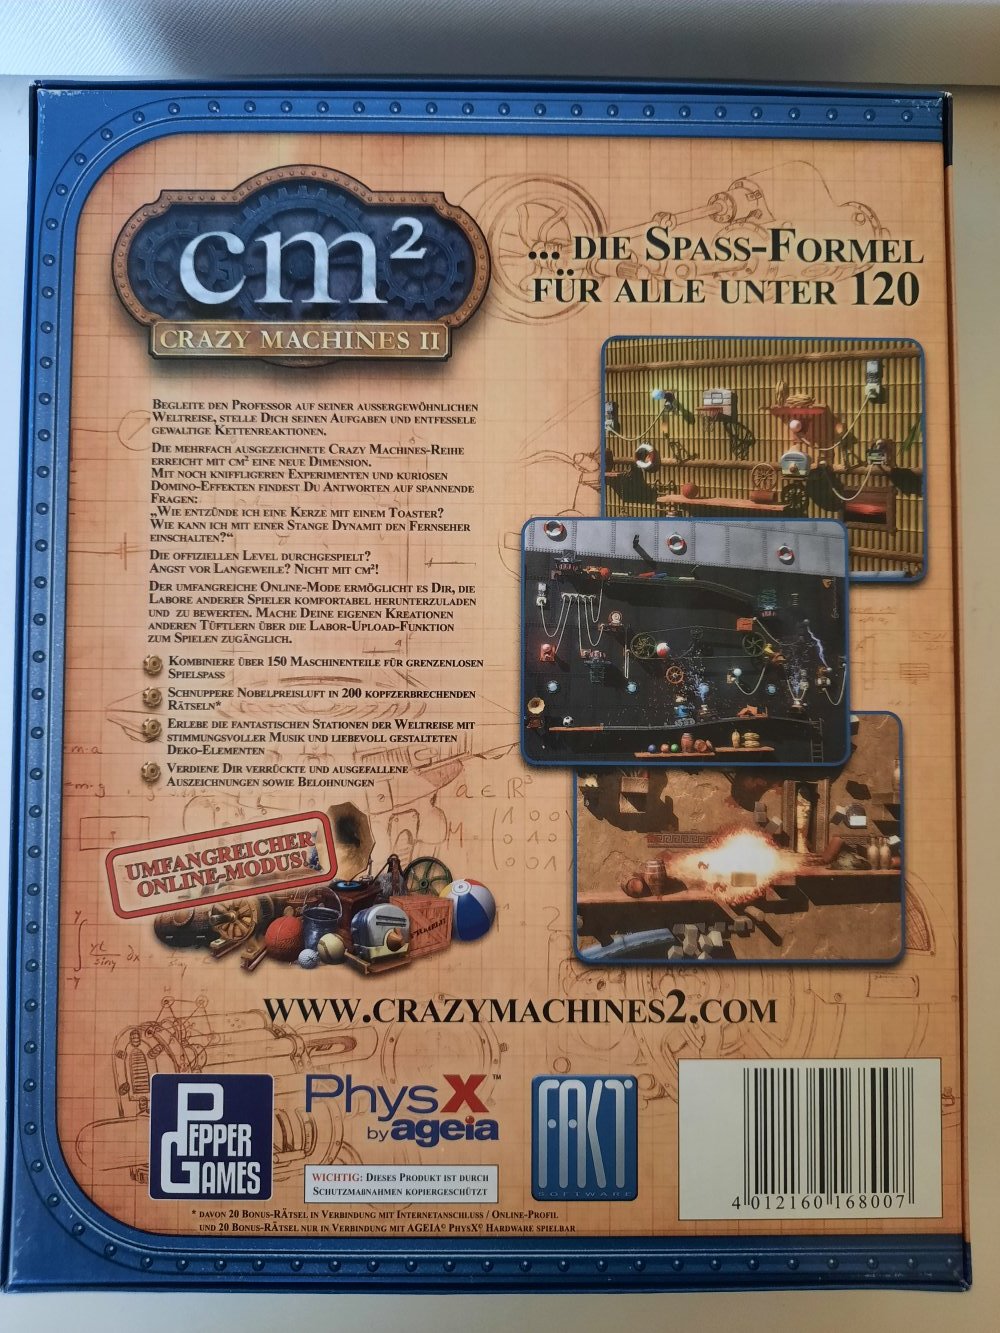 cm²
CRAZY MACHINES II
... DIE SPASS-FORMEL
FÜR ALLE UNTER 120
BEGLEITE DEN PROFESSOR AUF SEINER AUSSERGEWÖHNLICHEN
WELTREISE, STELLE DICH SEINEN AUFGABEN UND ENTFESSELE
GEWALTIGE KETTENREAKTIONEN.
DIE MEHRFACH AUSGEZEICHNETE CRAZY MACHINES-REIHE
ERREICHT MIT CM² EINE NEUE DIMENSION.
MIT NOCH KNIFFLIGEREN EXPERIMENTEN UND KURIOSEN
DOMINO-EFFEKTEN FINDEST DU ANTWORTEN AUF SPANNENDE
FRAGEN:
„WIE ENTZÜNDE ICH EINE KERZE MIT EINEM TOASTER?
WIE KANN ICH MIT EINER STANGE DYNAMIT DEN FERNSEHER
EINSCHALTEN?“
DIE OFFIZIELLEN LEVEL DURCHGESPIELT?
ANGST VOR LANGEWEILE? NICHT MIT CM²!
DER UMFANGREICHE ONLINE-MODE ERMÖGLICHT ES DIR, DIE
LABORE ANDERER SPIELER KOMFORTABEL HERUNTERZULADEN
UND ZU BEWERTEN. MACHE DEINE EIGENEN KREATIONEN
ANDEREN TÜFTLERN ÜBER DIE LABOR-UPLOAD-FUNKTION
ZUM SPIELEN ZUGÄNGLICH.
KOMBINIERE ÜBER 150 MASCHINENTEILE FÜR GRENZENLOSEN
SPIELSPASS
SCHNUPPERE NOBELPREISLUFT IN 200 KOPFZERBRECHENDEN
RÄTSELN*
ERLEBE DIE FANTASTISCHEN STATIONEN DER WELTREISE MIT
STIMMUNGSVOLLER MUSIK UND LIEBEVOLL GESTALTETEN
DEKO-ELEMENTEN
VERDIENE DIR VERRÜCKTE UND AUSGEFALLENE
AUSZEICHNUNGEN SOWIE BELOHNUNGEN
UMFANGREICHER
ONLINE-MODUS!
WWW.CRAZYMACHINES2.COM
PEPPER
GAMES
PhysX™
by ageia
FAKT
SOFTWARE
WICHTIG: DIESES PRODUKT IST DURCH
SCHUTZMASSNAHMEN KOPIERGESCHÜTZT
4 012160 168007
* DAVON 20 BONUS-RÄTSEL IN VERBINDUNG MIT INTERNETANSCHLUSS / ONLINE-PROFIL
UND 20 BONUS-RÄTSEL NUR IN VERBINDUNG MIT AGEIA© PHYSX© HARDWARE SPIELBAR